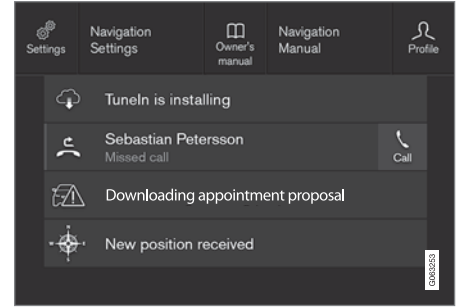 Settings
Navigation
Settings
Owner's
manual
Navigation
Manual
Profile
TuneIn is installing
Sebastian Petersson
Missed call
Call
Downloading appointment proposal
New position received
G063253